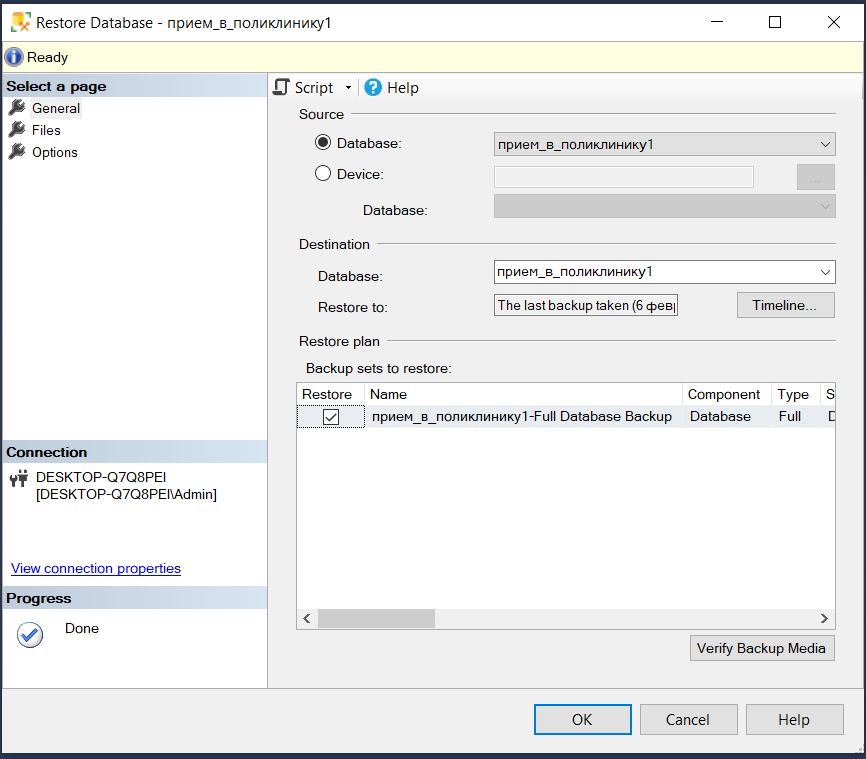 Restore Database - прием_в_поликлинику1
Ready
Select a page
General
Files
Options
Connection
DESKTOP-Q7Q8PEI
[DESKTOP-Q7Q8PEI\Admin]
View connection properties
Progress
Done
Script
Help
Source
Database:
прием_в_поликлинику1
Device:
...
Database:
Destination
Database:
прием_в_поликлинику1
Restore to:
The last backup taken (6 фев
Timeline...
Restore plan
Backup sets to restore:
Restore Name Component Type S
прием_в_поликлинику1-Full Database Backup Database Full D
Verify Backup Media
OK Cancel Help